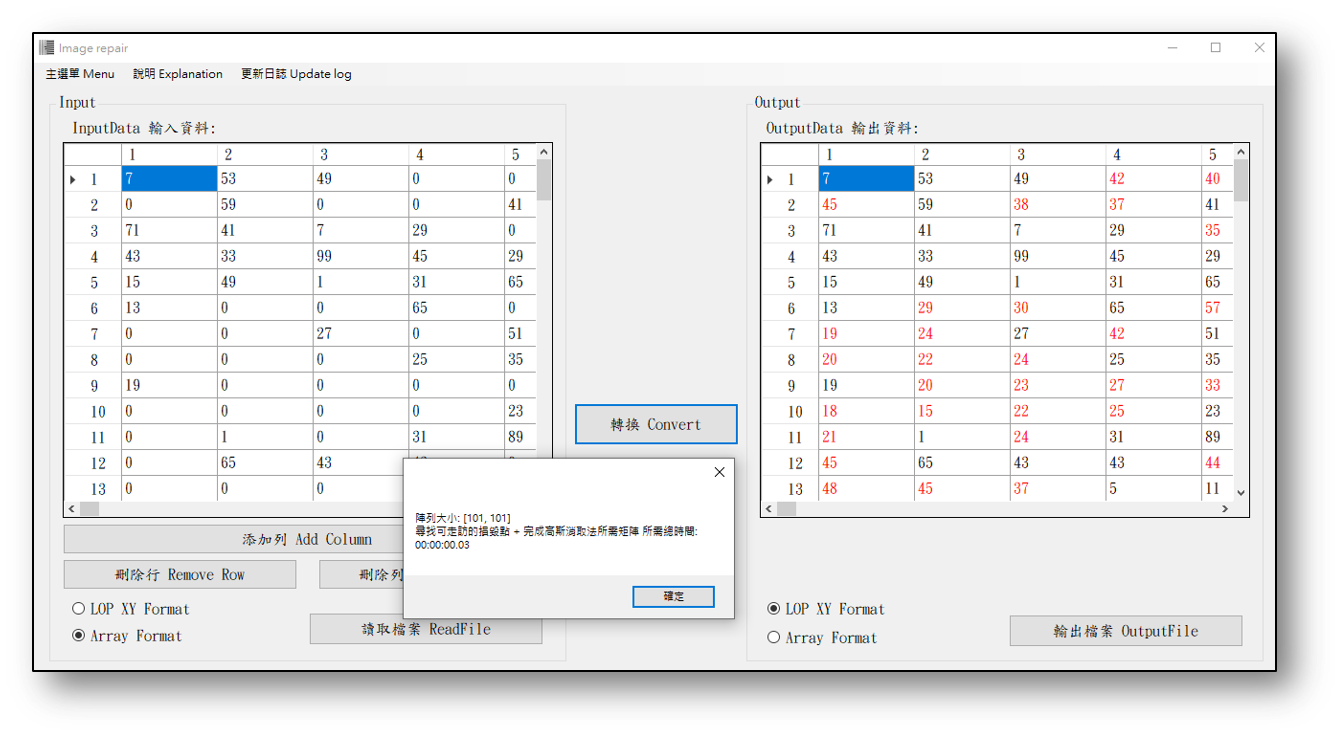 Image repair
主選單 Menu 說明 Explanation 更新日誌 Update log
Input
InputData 輸入資料:
1 2 3 4 5
1 7 53 49 0 0
2 0 59 0 0 41
3 71 41 7 29 0
4 43 33 99 45 29
5 15 49 1 31 65
6 13 0 0 65 0
7 0 0 27 0 51
8 0 0 0 25 35
9 19 0 0 0 0
10 0 0 0 0 23
11 0 1 0 31 89
12 0 65 43
13 0 0 0
添加列 Add Column
刪除行 Remove Row
刪除列
LOP XY Format
Array Format
讀取檔案 ReadFile
轉換 Convert
陣列大小: [101, 101]
尋找可走訪的損毀點 + 完成高斯消取法所需矩陣 所需總時間:
00:00:00.03
確定
Output
OutputData 輸出資料:
1 2 3 4 5
1 7 53 49 42 40
2 45 59 38 37 41
3 71 41 7 29 35
4 43 33 99 45 29
5 15 49 1 31 65
6 13 29 30 65 57
7 19 24 27 42 51
8 20 22 24 25 35
9 19 20 23 27 33
10 18 15 22 25 23
11 21 1 24 31 89
12 45 65 43 43 44
13 48 45 37 5 11
LOP XY Format
Array Format
輸出檔案 OutputFile